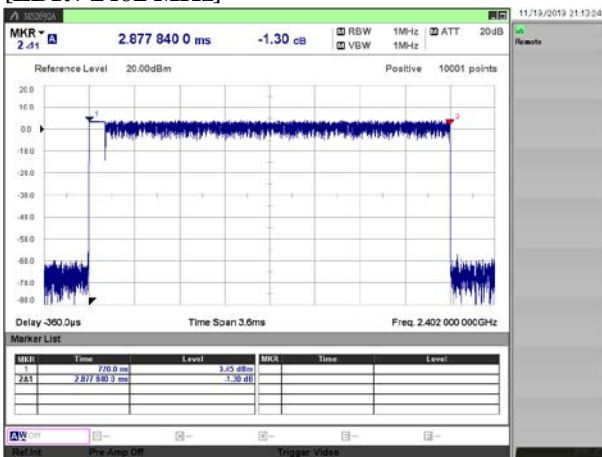 MS2692A
11/19/2019 21:13:24
MKR 2 Δ1 A 2.877 840 0 ms -1.30 dB
RBW 1MHz ATT 20dB
VBW 1MHz
Remote
Reference Level 20.00dBm Positive 10001 points
20.0
10.0
1
2
0.0
-10.0
-20.0
-30.0
-40.0
-50.0
-60.0
-70.0
-80.0
Delay -360.0µs Time Span 3.6ms Freq. 2.402 000 000GHz
Marker List
MKR Time Level MKR Time Level
1 770.0 ns 3.45 dBm
2Δ1 2.877 840 0 ms -1.30 dB
Off
Ref.Int Pre-Amp Off Trigger Video